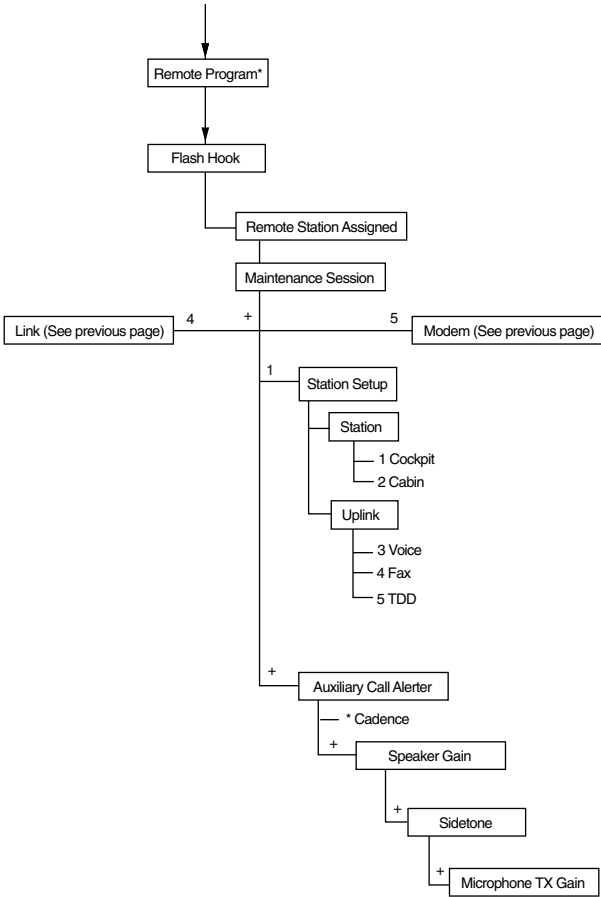 Remote Program*
Flash Hook
Remote Station Assigned
Maintenance Session
Link (See previous page)
4
+
5
Modem (See previous page)
1
Station Setup
Station
1 Cockpit
2 Cabin
Uplink
3 Voice
4 Fax
5 TDD
+
Auxiliary Call Alerter
* Cadence
+
Speaker Gain
+
Sidetone
+
Microphone TX Gain